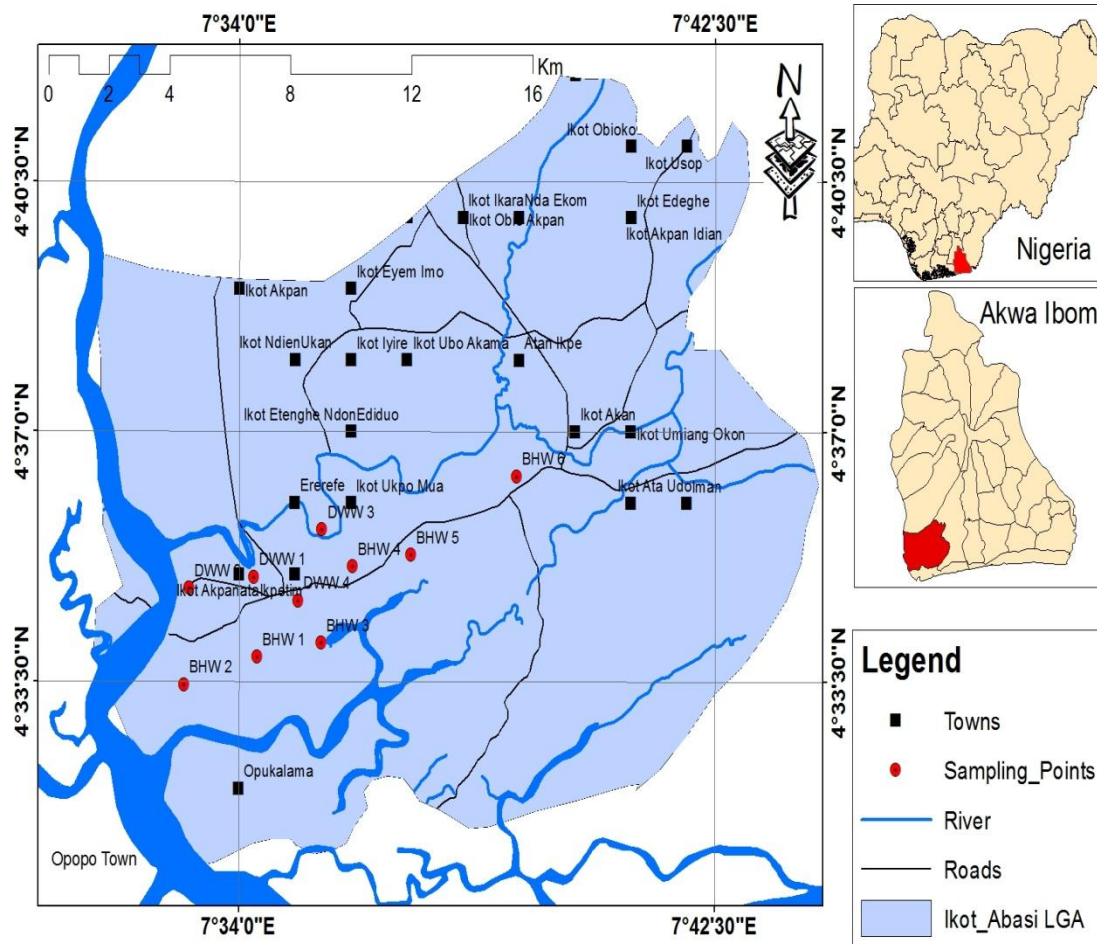 7°34'0"E
7°42'30"E
Km
0 2 4 8 12 16
N
4°40'30"N
4°37'0"N
4°33'30"N
Ikot Obioko
Ikot Usop
Ikot Ikara
Nda Ekom
Ikot Edeghe
Akpan
Ikot Akpan Idian
Ikot Eyem Imo
Ikot Akpan
Ikot Ndien
Ukan
Ikot Iyire
Ikot Ubo Akama
Atan Ikpe
Ikot Etenghe
Ndon
Ediduo
Ikot Akan
Ikot Umiang Okon
BHW 6
Ererefe
Ikot Ukpo Mua
Ikot Ata Udoiman
DWW 3
BHW 5
BHW 4
DWW 1
DWW
DWW 4
Ikot Akpanata
Ikpetim
BHW 3
BHW 1
BHW 2
Opukalama
Opopo Town
4°40'30"N
4°37'0"N
4°33'30"N
7°34'0"E
7°42'30"E
Nigeria
Akwa Ibom
Legend
Towns
Sampling_Points
River
Roads
Ikot_Abasi LGA